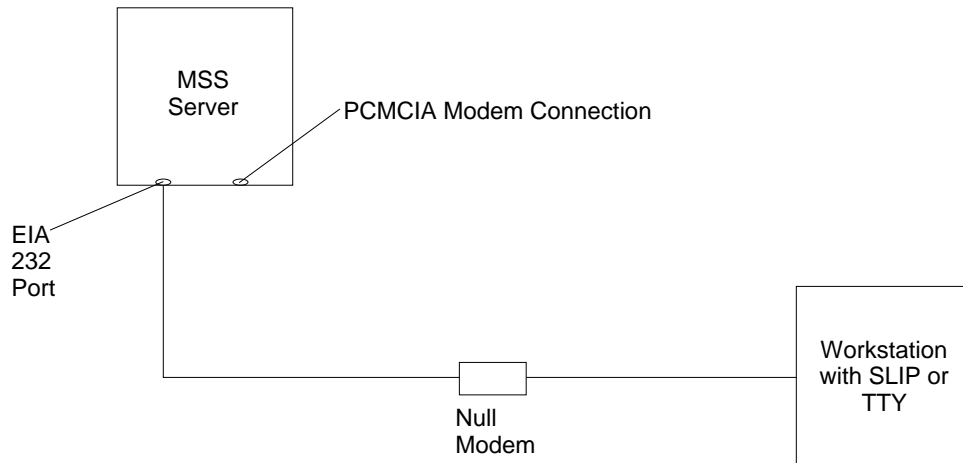 MSS
Server
PCMCIA Modem Connection
EIA
232
Port
Workstation
with SLIP or
TTY
Null
Modem